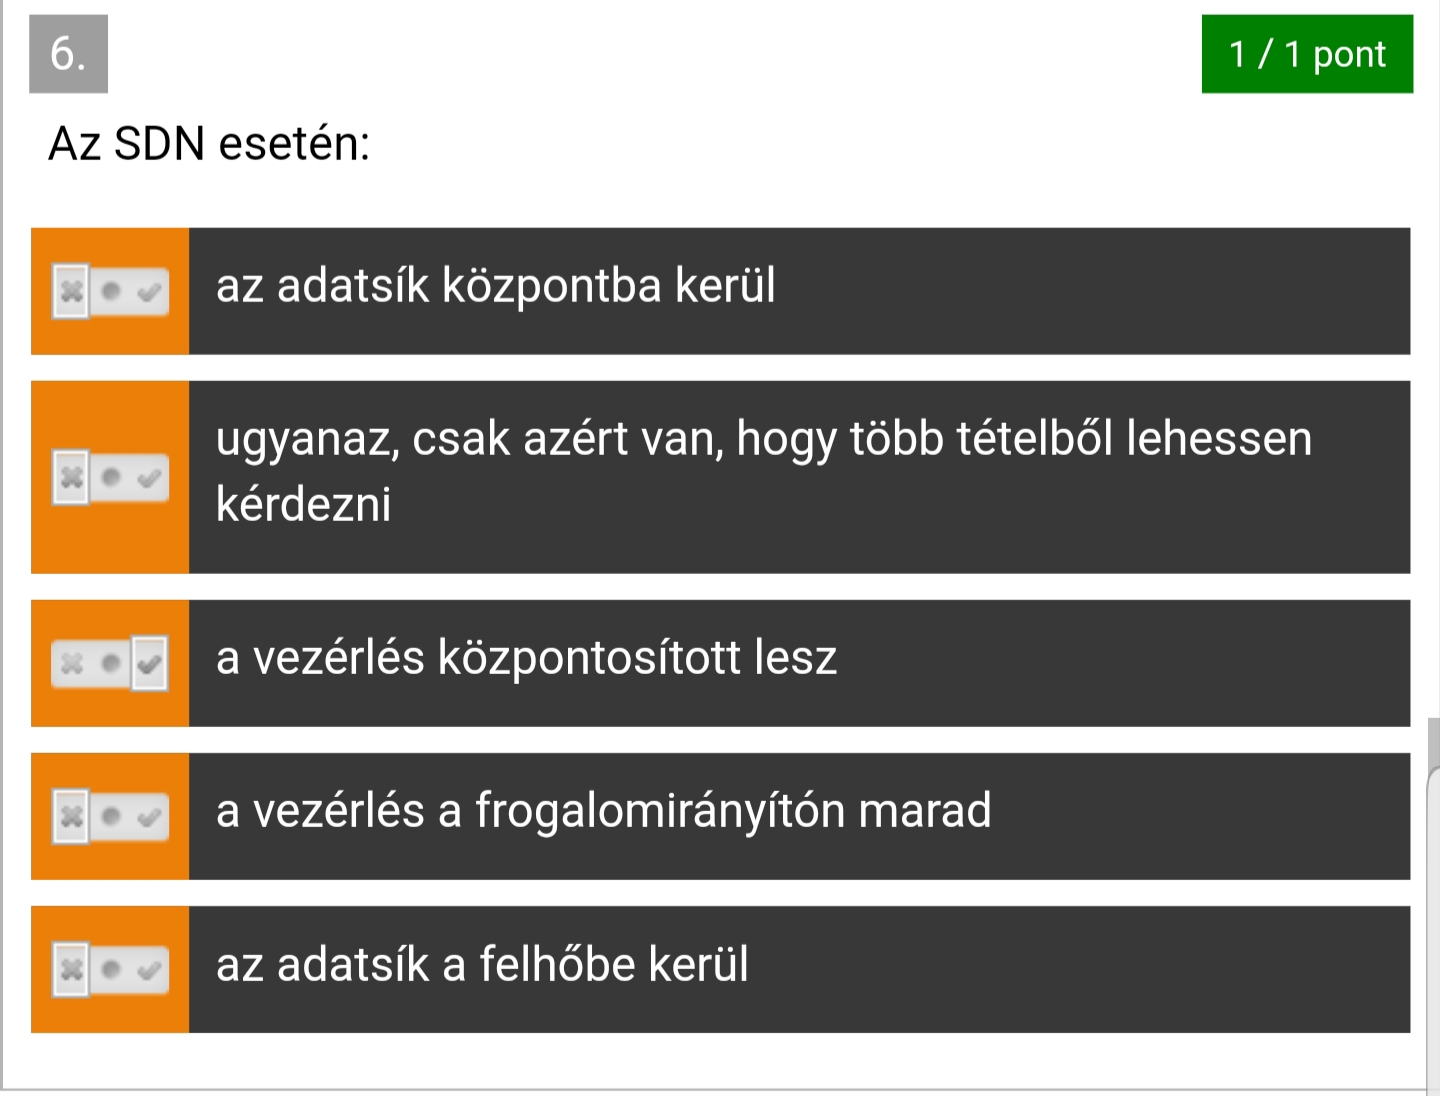 6.
1 / 1 pont
Az SDN esetén:
az adatsík központba kerül
ugyanaz, csak azért van, hogy több tételből lehessen
kérdezni
a vezérlés központosított lesz
a vezérlés a frogalomirányítón marad
az adatsík a felhőbe kerül